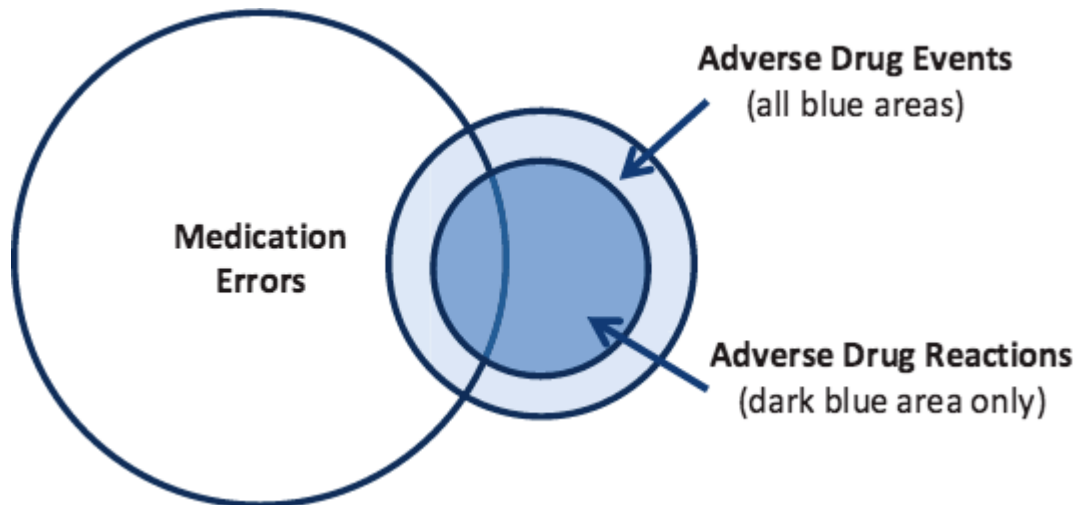 Adverse Drug Events
(all blue areas)
Medication
Errors
Adverse Drug Reactions
(dark blue area only)